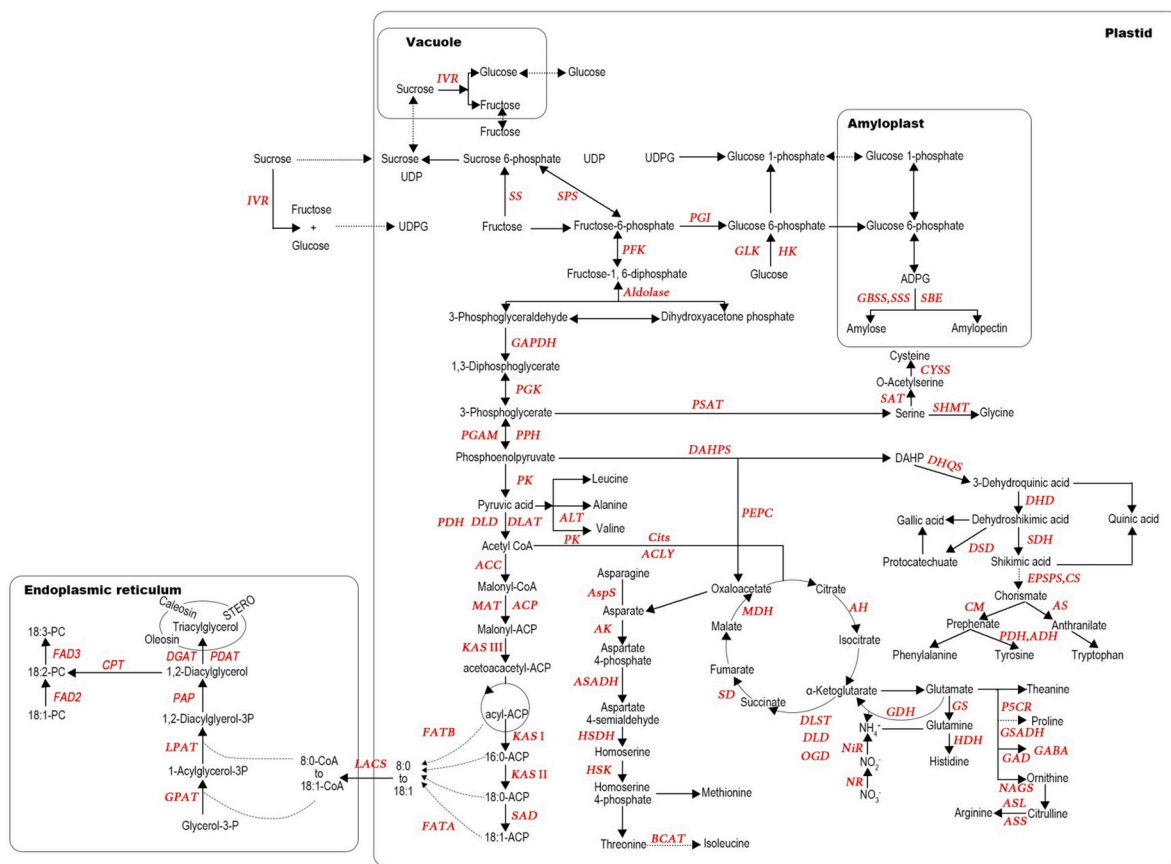 Plastid
Vacuole
IVR
Glucose
Glucose
Sucrose
Fructose
Fructose
Amyloplast
Sucrose
Sucrose
Sucrose 6-phosphate
UDP
UDPG
Glucose 1-phosphate
Glucose 1-phosphate
UDP
IVR
SS
SPS
Fructose
+
Glucose
UDPG
Fructose
Fructose-6-phosphate
PGI
Glucose 6-phosphate
Glucose 6-phosphate
PFK
GLK
HK
Fructose-1, 6-diphosphate
Glucose
ADPG
Aldolase
GBSS,SSS
SBE
3-Phosphoglyceraldehyde
Dihydroxyacetone phosphate
Amylose
Amylopectin
GAPDH
Cysteine
1,3-Diphosphoglycerate
CYSS
O-Acetylserine
PGK
SAT
3-Phosphoglycerate
PSAT
Serine
SHMT
Glycine
PGAM
PPH
Phosphoenolpyruvate
DAHPS
DAHP
DHQS
PK
Leucine
3-Dehydroquinic acid
Pyruvic acid
Alanine
DHD
PDH
DLD
DLAT
ALT
Valine
PEPC
Gallic acid
Dehydroshikimic acid
Quinic acid
Acetyl CoA
PK
Cits
ACLY
DSD
SDH
Protocatechuate
Shikimic acid
ACC
Asparagine
EPSPS,CS
Malonyl-CoA
AspS
Oxaloacetate
Citrate
Chorismate
MAT
ACP
Asparate
MDH
AH
CM
AS
Malonyl-ACP
AK
Malate
Isocitrate
Prephenate
Anthranilate
KAS III
Aspartate
4-phosphate
PDH,ADH
acetoacetyl-ACP
Fumarate
Phenylalanine
Tyrosine
Tryptophan
ASADH
SD
Succinate
α-Ketoglutarate
Glutamate
Theanine
acyl-ACP
Aspartate
4-semialdehyde
DLST
GDH
GS
P5CR
FATB
KAS I
HSDH
DLD
NH4+
Glutamine
Proline
GSADH
16:0-ACP
Homoserine
OGD
NiR
HDH
GAD
GABA
KAS II
HSK
NO2-
Histidine
8:0
to
18:1
18:0-ACP
Homoserine
4-phosphate
Methionine
NR
NO3-
Ornithine
NAGS
FATA
SAD
ASL
Arginine
Citrulline
ASS
18:1-ACP
Threonine
BCAT
Isoleucine
Endoplasmic reticulum
Caleosin
STERO
Triacylglycerol
Oleosin
18:3-PC
FAD3
DGAT
PDAT
CPT
18:2-PC
1,2-Diacylglycerol
FAD2
PAP
18:1-PC
1,2-Diacylglyerol-3P
LPAT
8:0-CoA
to
18:1-CoA
LACS
1-Acylglycerol-3P
GPAT
Glycerol-3-P